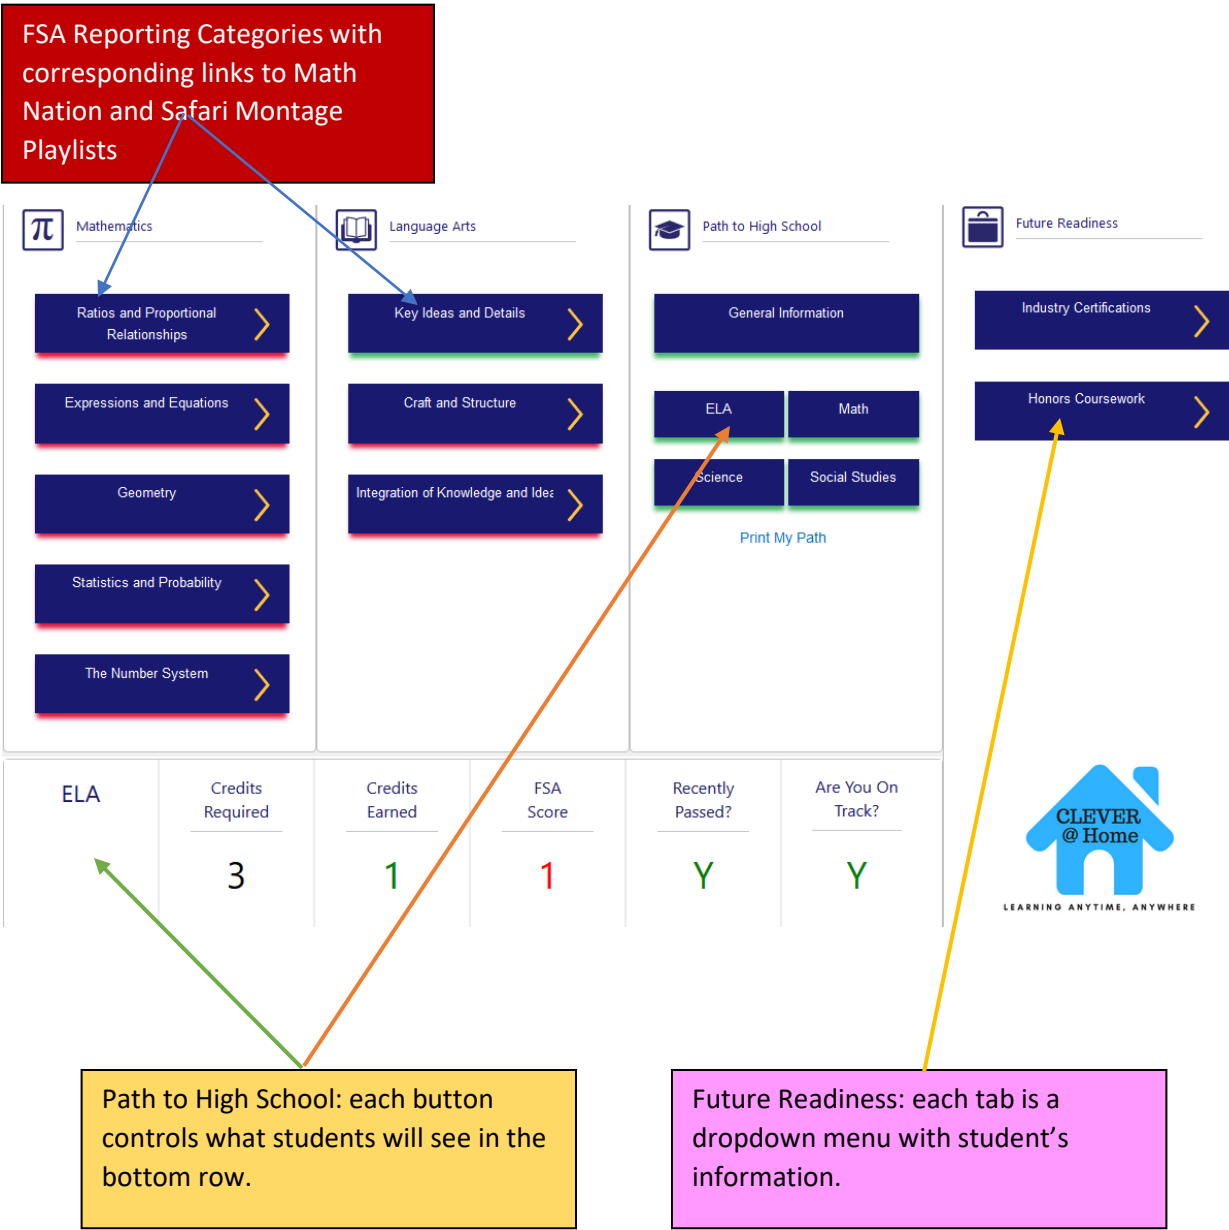 FSA Reporting Categories with
corresponding links to Math
Nation and Safari Montage
Playlists
π
Mathematics
Ratios and Proportional
Relationships
Expressions and Equations
Geometry
Statistics and Probability
The Number System
Language Arts
Key Ideas and Details
Craft and Structure
Integration of Knowledge and Idea
Path to High School
General Information
ELA
Math
Science
Social Studies
Print My Path
Future Readiness
Industry Certifications
Honors Coursework
ELA
Credits
Required
3
Credits
Earned
1
FSA
Score
1
Recently
Passed?
Y
Are You On
Track?
Y
CLEVER
@ Home
LEARNING ANYTIME, ANYWHERE
Path to High School: each button
controls what students will see in the
bottom row.
Future Readiness: each tab is a
dropdown menu with student’s
information.